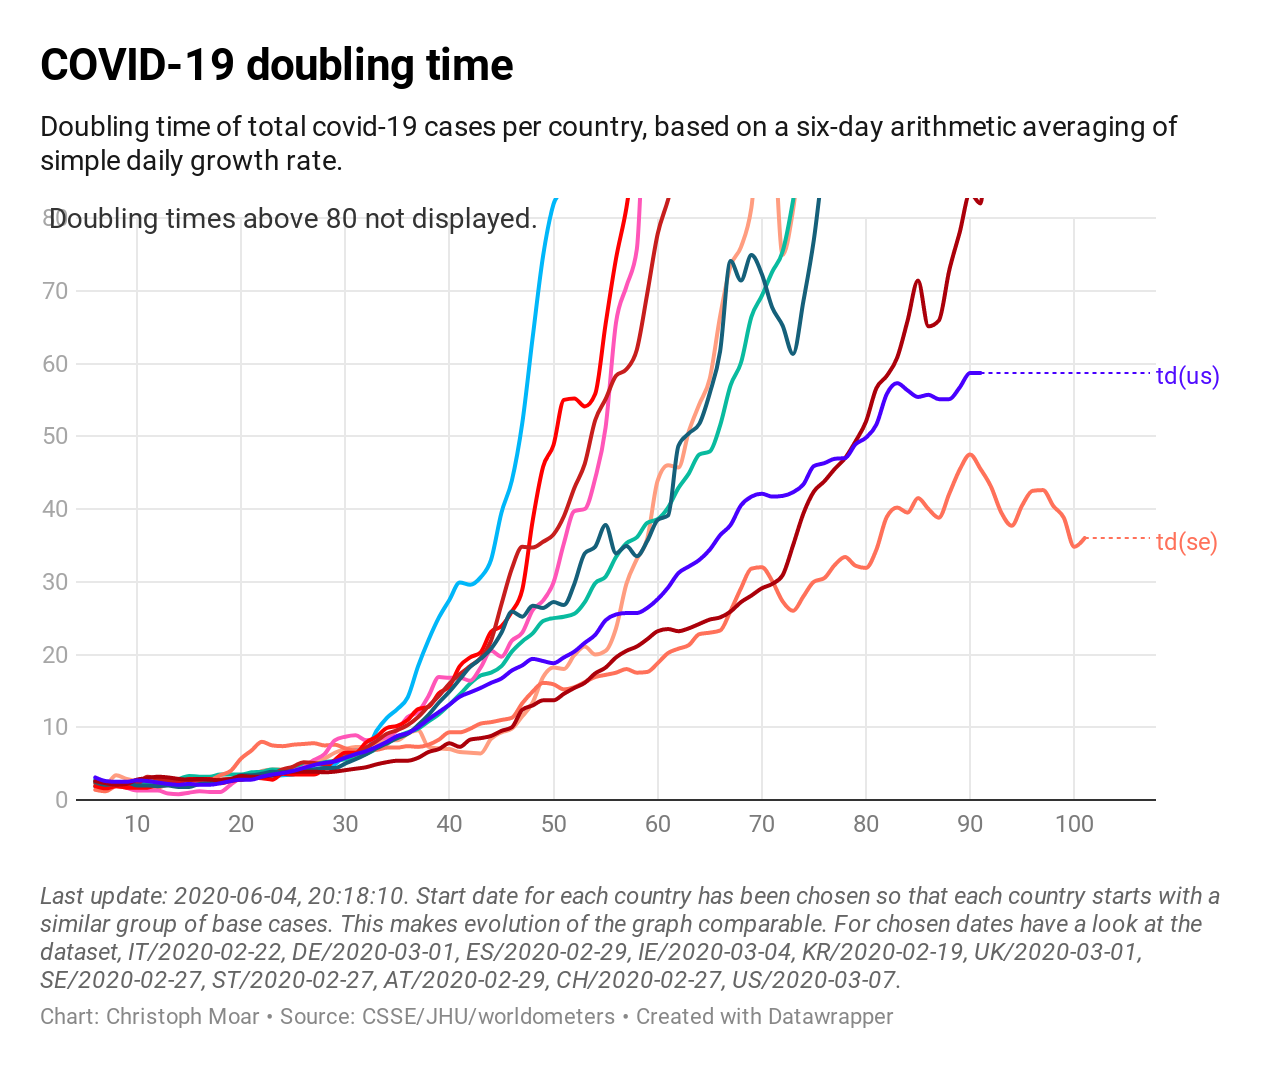 COVID-19 doubling time
Doubling time of total covid-19 cases per country, based on a six-day arithmetic averaging of
simple daily growth rate.
80
Doubling times above 80 not displayed.
70
60
td(us)
50
40
td(se)
30
20
10
0
10 20 30 40 50 60 70 80 90 100
Last update: 2020-06-04, 20:18:10. Start date for each country has been chosen so that each country starts with a
similar group of base cases. This makes evolution of the graph comparable. For chosen dates have a look at the
dataset, IT/2020-02-22, DE/2020-03-01, ES/2020-02-29, IE/2020-03-04, KR/2020-02-19, UK/2020-03-01,
SE/2020-02-27, ST/2020-02-27, AT/2020-02-29, CH/2020-02-27, US/2020-03-07.
Chart: Christoph Moar • Source: CSSE/JHU/worldometers • Created with Datawrapper